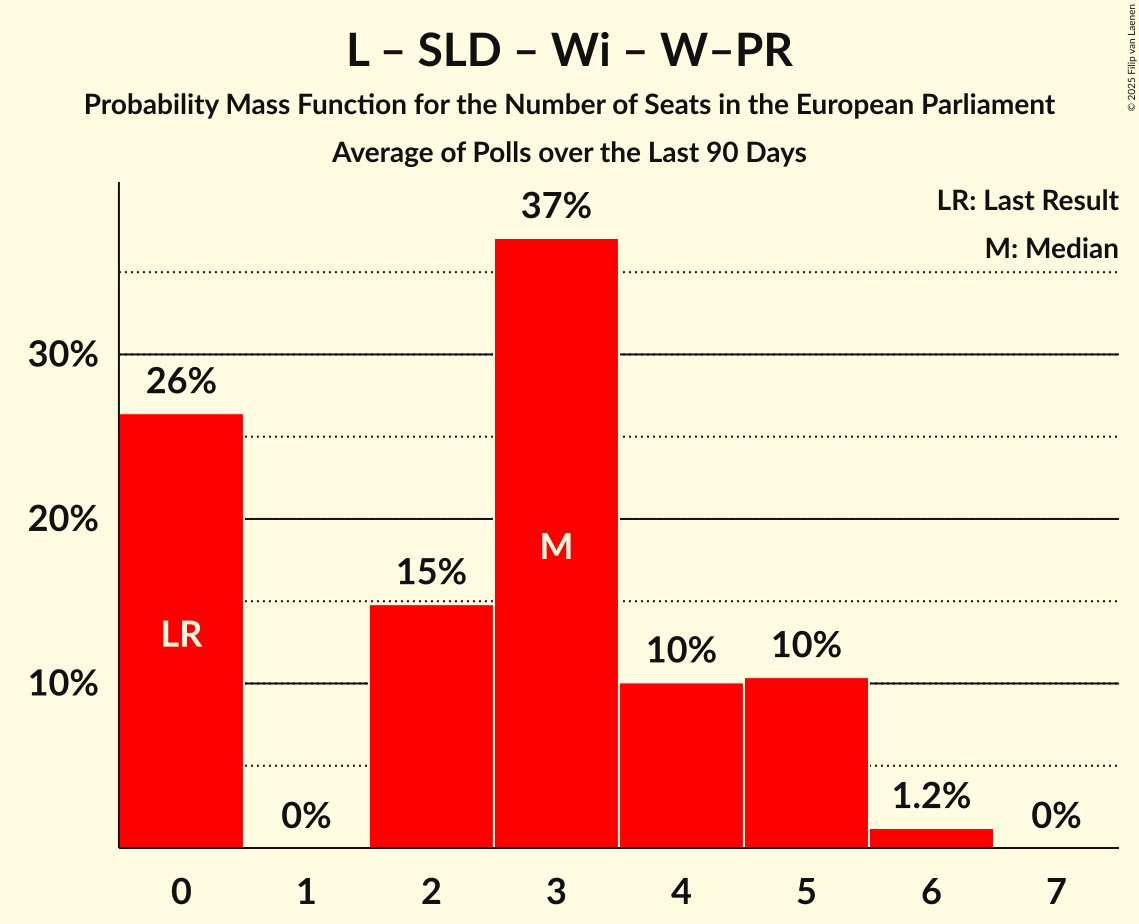 L – SLD – Wi – W–PR
Probability Mass Function for the Number of Seats in the European Parliament
Average of Polls over the Last 90 Days
© 2025 Filip van Laenen
LR: Last Result
M: Median
37%
30%
26%
20%
M
15%
LR
10%
10%
10%
1.2%
0%
0%
0 1 2 3 4 5 6 7